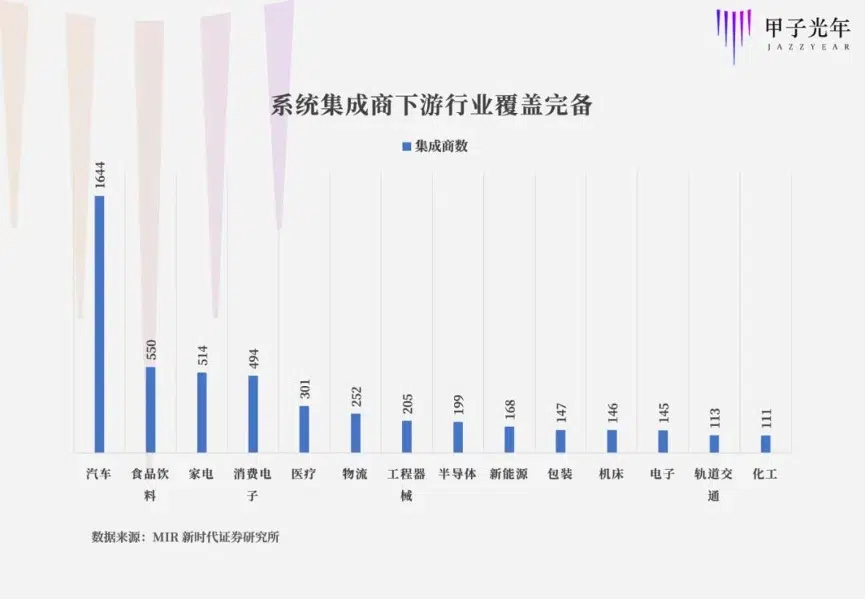 甲子光年
JAZZYEAR
系统集成商下游行业覆盖完备
集成商数
1644
550
514
494
301
252
205
199
168
147
146
145
113
111
汽车
食品饮料
家电
消费电子
医疗
物流
工程器械
半导体
新能源
包装
机床
电子
轨道交通
化工
数据来源：MIR 新时代证券研究所